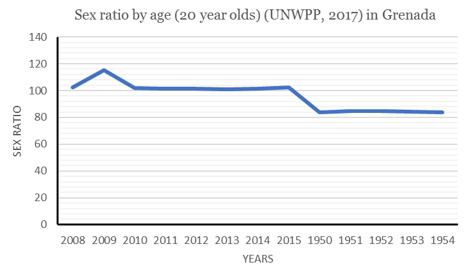 Sex ratio by age (20 year olds) (UNWPP, 2017) in Grenada
140
120
100
80
60
40
20
0
SEX RATIO
2008 2009 2010 2011 2012 2013 2014 2015 1950 1951 1952 1953 1954
YEARS